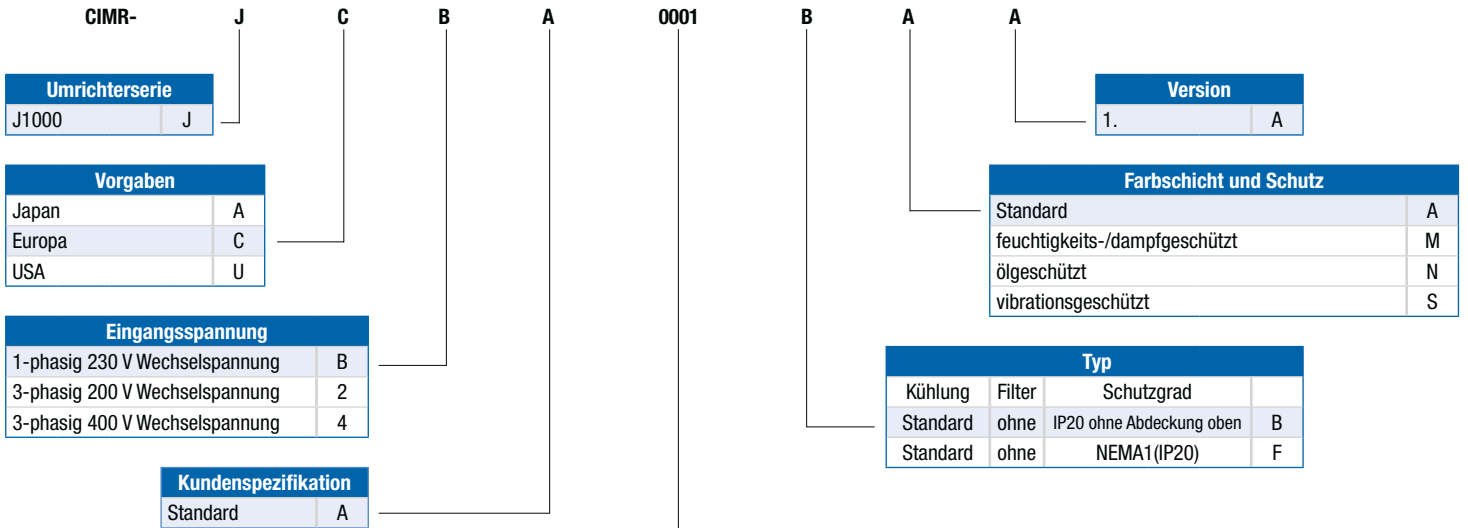 CIMR- J C B A 0001 B A A
Umrichterserie
J1000 J
Vorgaben
Japan A
Europa C
USA U
Eingangsspannung
1-phasig 230 V Wechselspannung B
3-phasig 200 V Wechselspannung 2
3-phasig 400 V Wechselspannung 4
Kundenspezifikation
Standard A
Version
1. A
Farbschicht und Schutz
Standard A
feuchtigkeits-/dampfgeschützt M
ölgeschützt N
vibrationsgeschützt S
Typ
Kühlung Filter Schutzgrad
Standard ohne IP20 ohne Abdeckung oben B
Standard ohne NEMA1(IP20) F